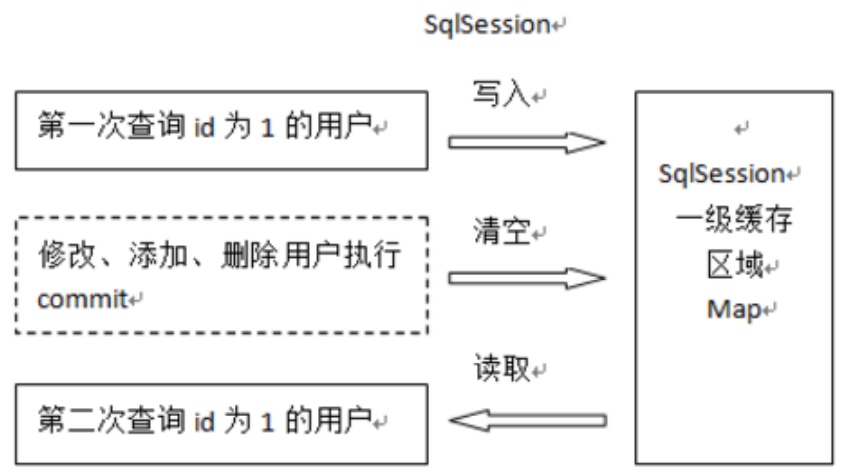 SqlSession
写入
第一次查询 id 为 1 的用户
SqlSession
一级缓存
区域
Map
清空
修改、添加、删除用户执行
commit
读取
第二次查询 id 为 1 的用户